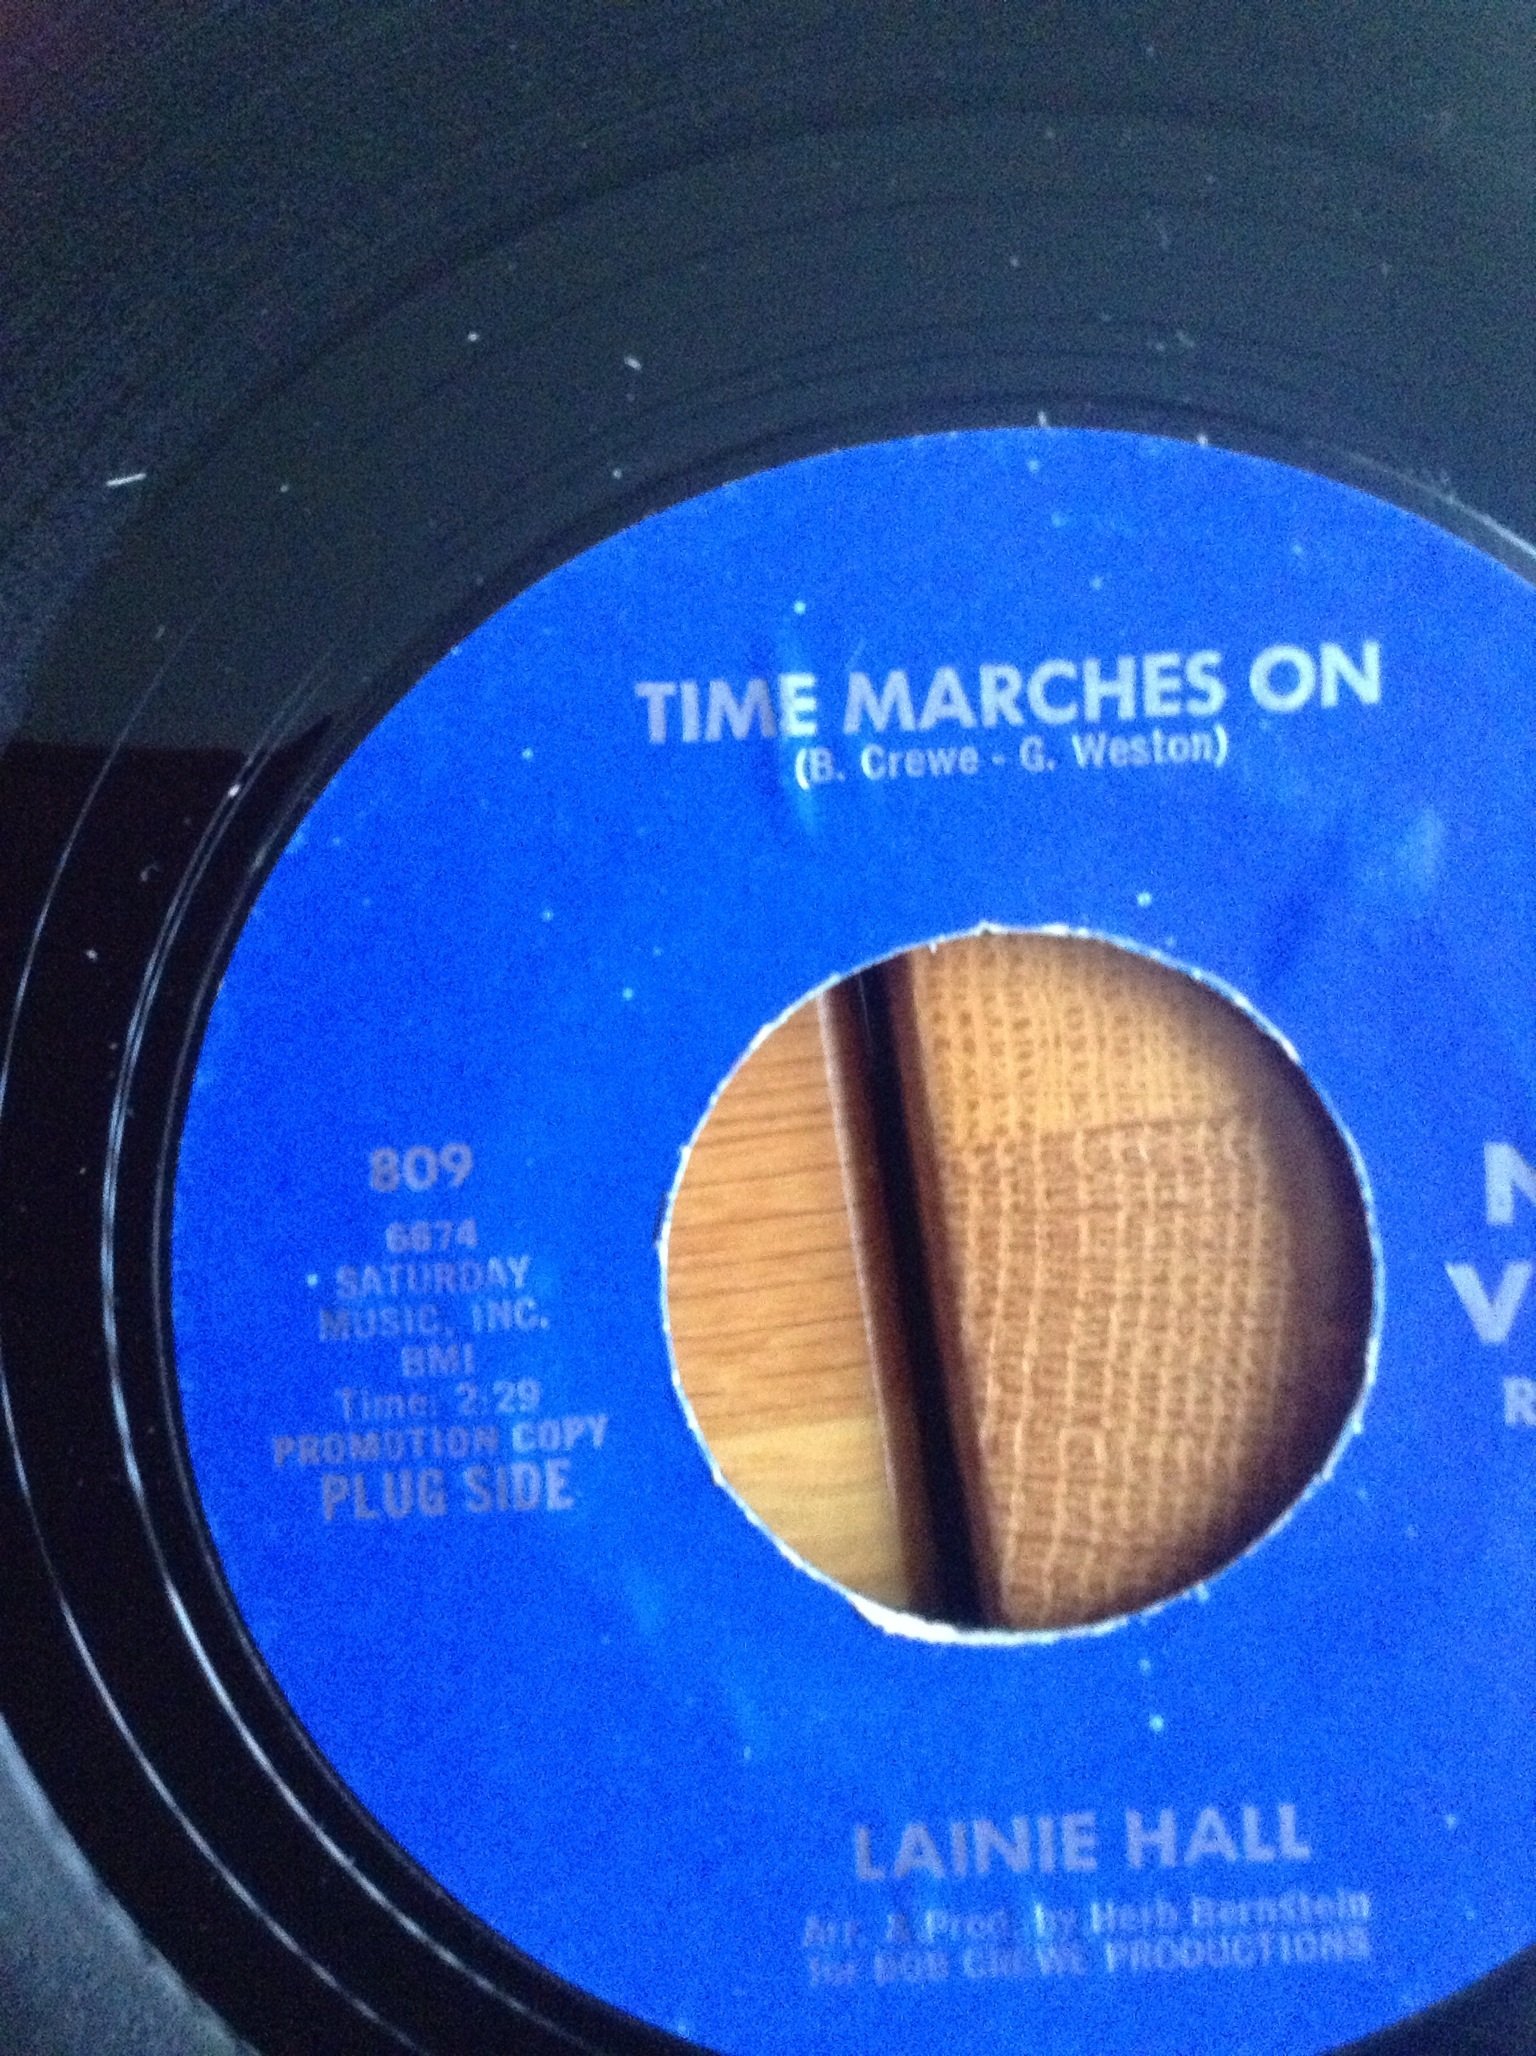 TIME MARCHES ON
(B. Crewe - G. Weston)
809
6674
SATURDAY
MUSIC, INC.
BMI
Time: 2:29
PROMOTION COPY
PLUG SIDE
N
V
R
LAINIE HALL
Arr. & Prod. by Herb Bernstein
for BOB CREWE PRODUCTIONS